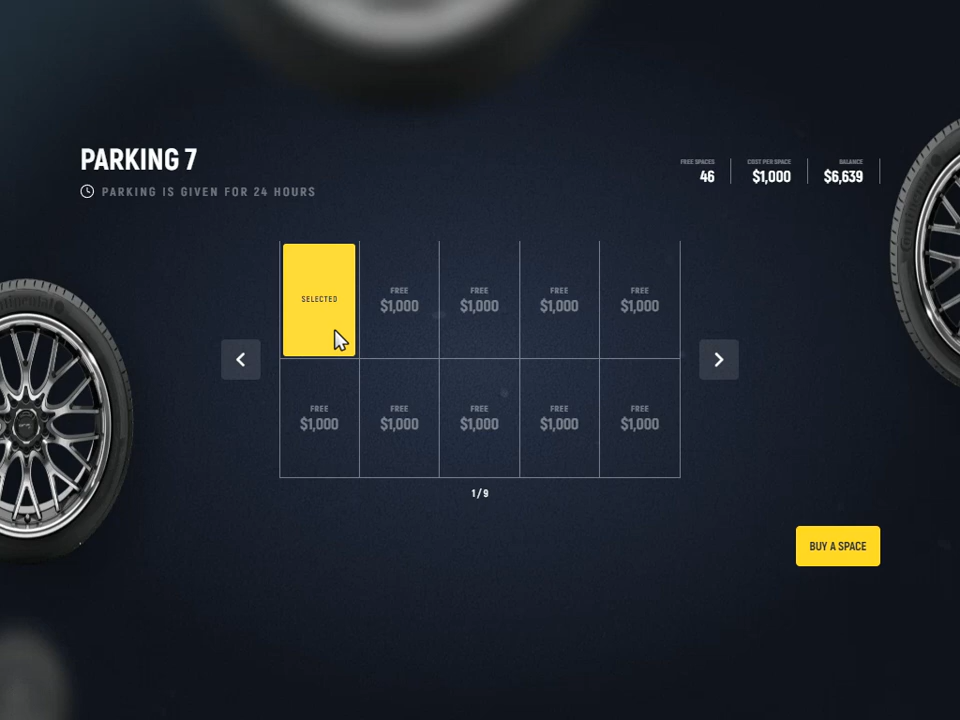 PARKING 7
PARKING IS GIVEN FOR 24 HOURS
FREE SPACES
46
COST PER SPACE
$1,000
BALANCE
$6,639
SELECTED
FREE
$1,000
FREE
$1,000
FREE
$1,000
FREE
$1,000
FREE
$1,000
FREE
$1,000
FREE
$1,000
FREE
$1,000
FREE
$1,000
1/9
BUY A SPACE